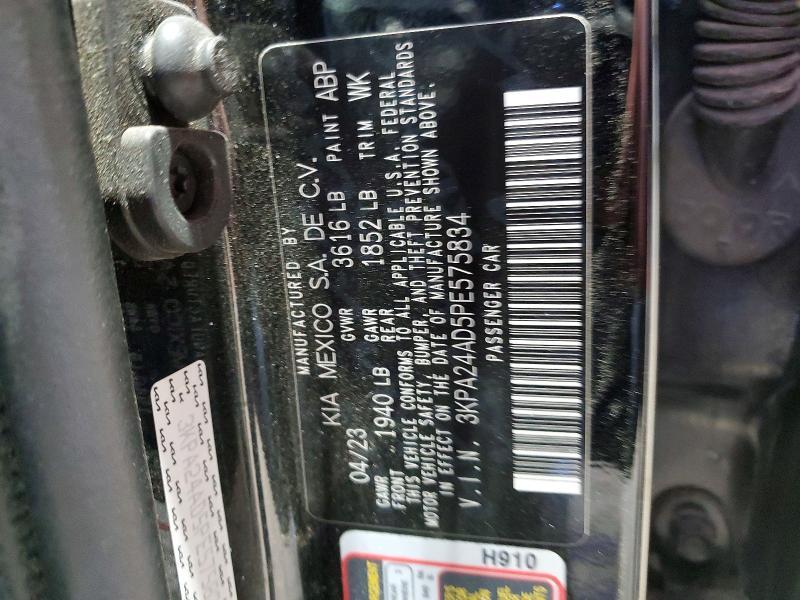 MANUFACTURED BY
KIA MEXICO S.A. DE C.V.
04/23 GVWR 3616 LB PAINT ABP
GAWR FRONT 1940 LB GAWR REAR 1852 LB TRIM WK
THIS VEHICLE CONFORMS TO ALL APPLICABLE U.S.A. FEDERAL
MOTOR VEHICLE SAFETY, BUMPER, AND THEFT PREVENTION STANDARDS
IN EFFECT ON THE DATE OF MANUFACTURE SHOWN ABOVE.
V.I.N. 3KPA24AD5PE575834
PASSENGER CAR
H910